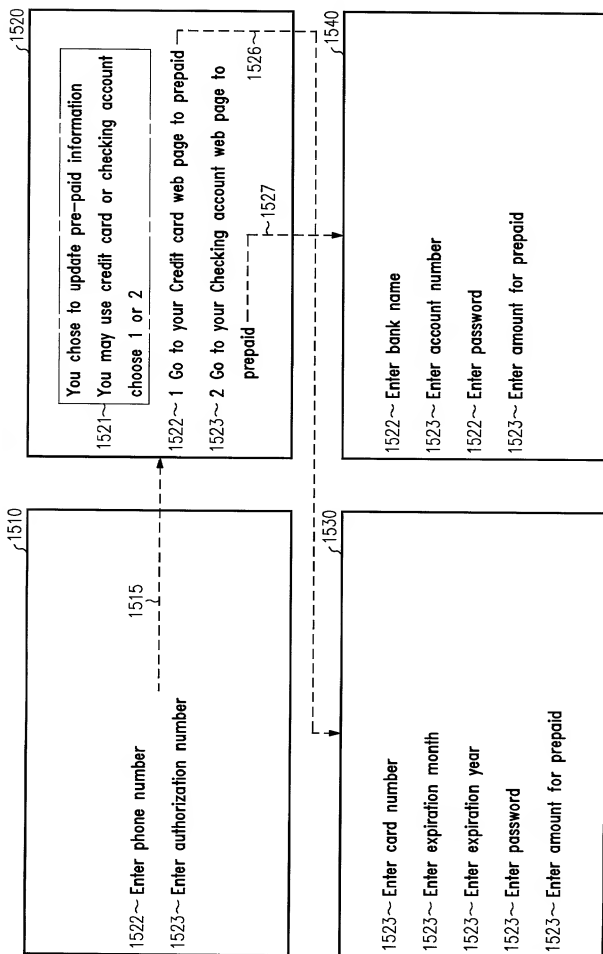 1510
1522~ Enter phone number
1523~ Enter authorization number
1515
1520
You chose to update pre-paid information
1521~ You may use credit card or checking account
choose 1 or 2
1522~ 1 Go to your Credit card web page to prepaid
1523~ 2 Go to your Checking account web page to
prepaid
1526
1527
1530
1523~ Enter card number
1523~ Enter expiration month
1523~ Enter expiration year
1523~ Enter password
1523~ Enter amount for prepaid
1540
1522~ Enter bank name
1523~ Enter account number
1522~ Enter password
1523~ Enter amount for prepaid